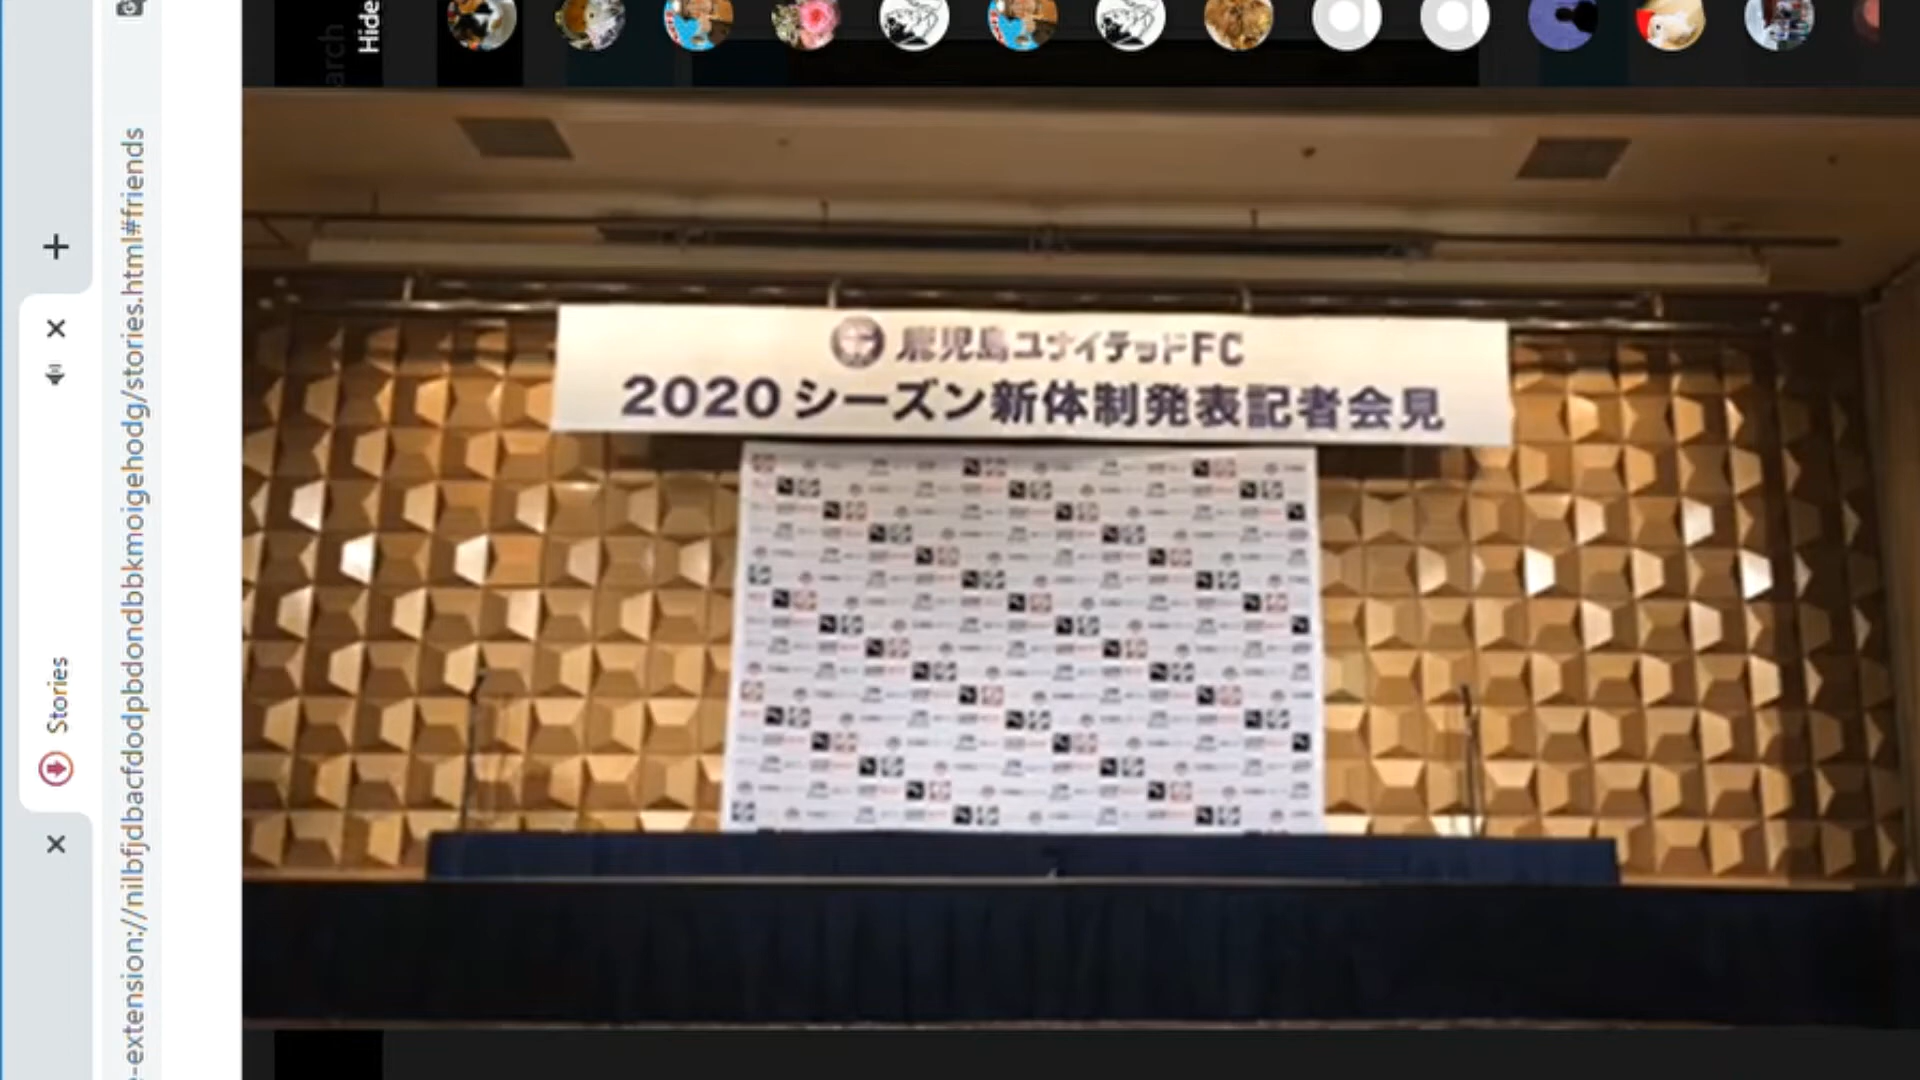 鹿児島ユナイテッドFC
2020シーズン新体制発表記者会見
Hide
arch
Stories
e-extension://nilbfjdbacfdodpbdondbbkmoigehodg/stories.html#friends